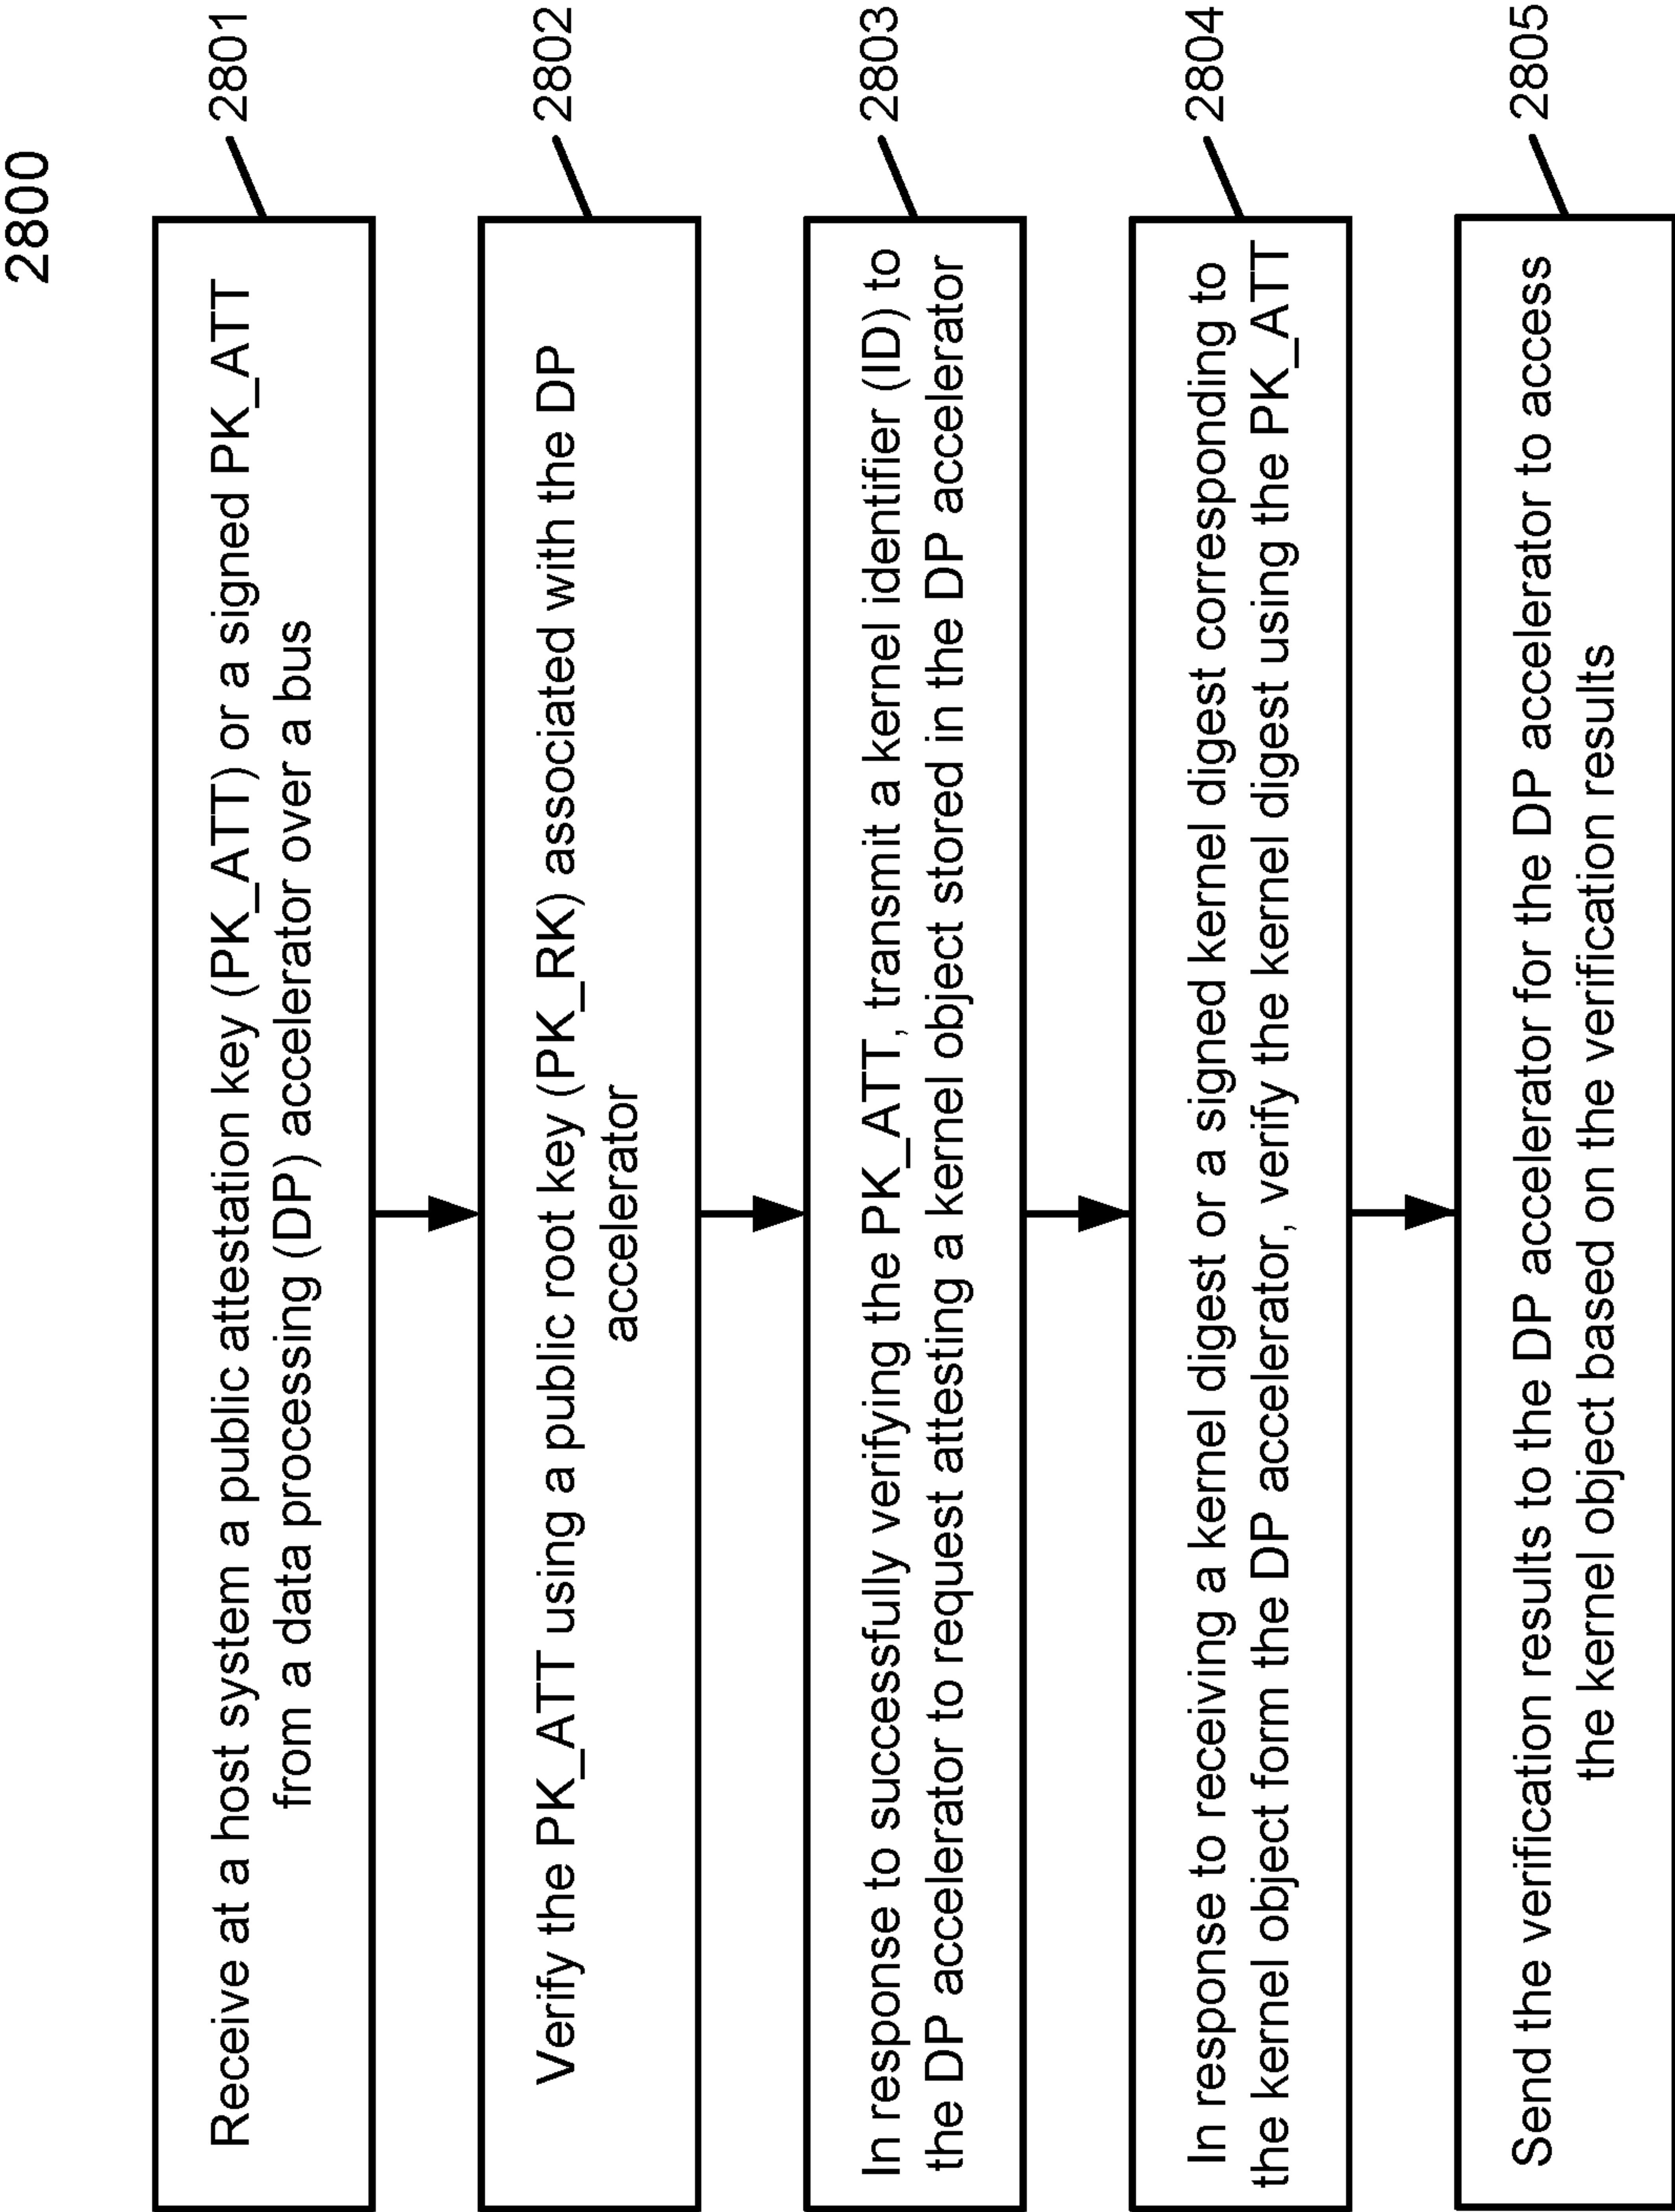 2800
Receive at a host system a public attestation key (PK_ATT) or a signed PK_ATT
from a data processing (DP) accelerator over a bus
2801
Verify the PK_ATT using a public root key (PK_RK) associated with the DP
accelerator
2802
In response to successfully verifying the PK_ATT, transmit a kernel identifier (ID) to
the DP accelerator to request attesting a kernel object stored in the DP accelerator
2803
In response to receiving a kernel digest or a signed kernel digest corresponding to
the kernel object form the DP accelerator, verify the kernel digest using the PK_ATT
2804
Send the verification results to the DP accelerator for the DP accelerator to access
the kernel object based on the verification results
2805